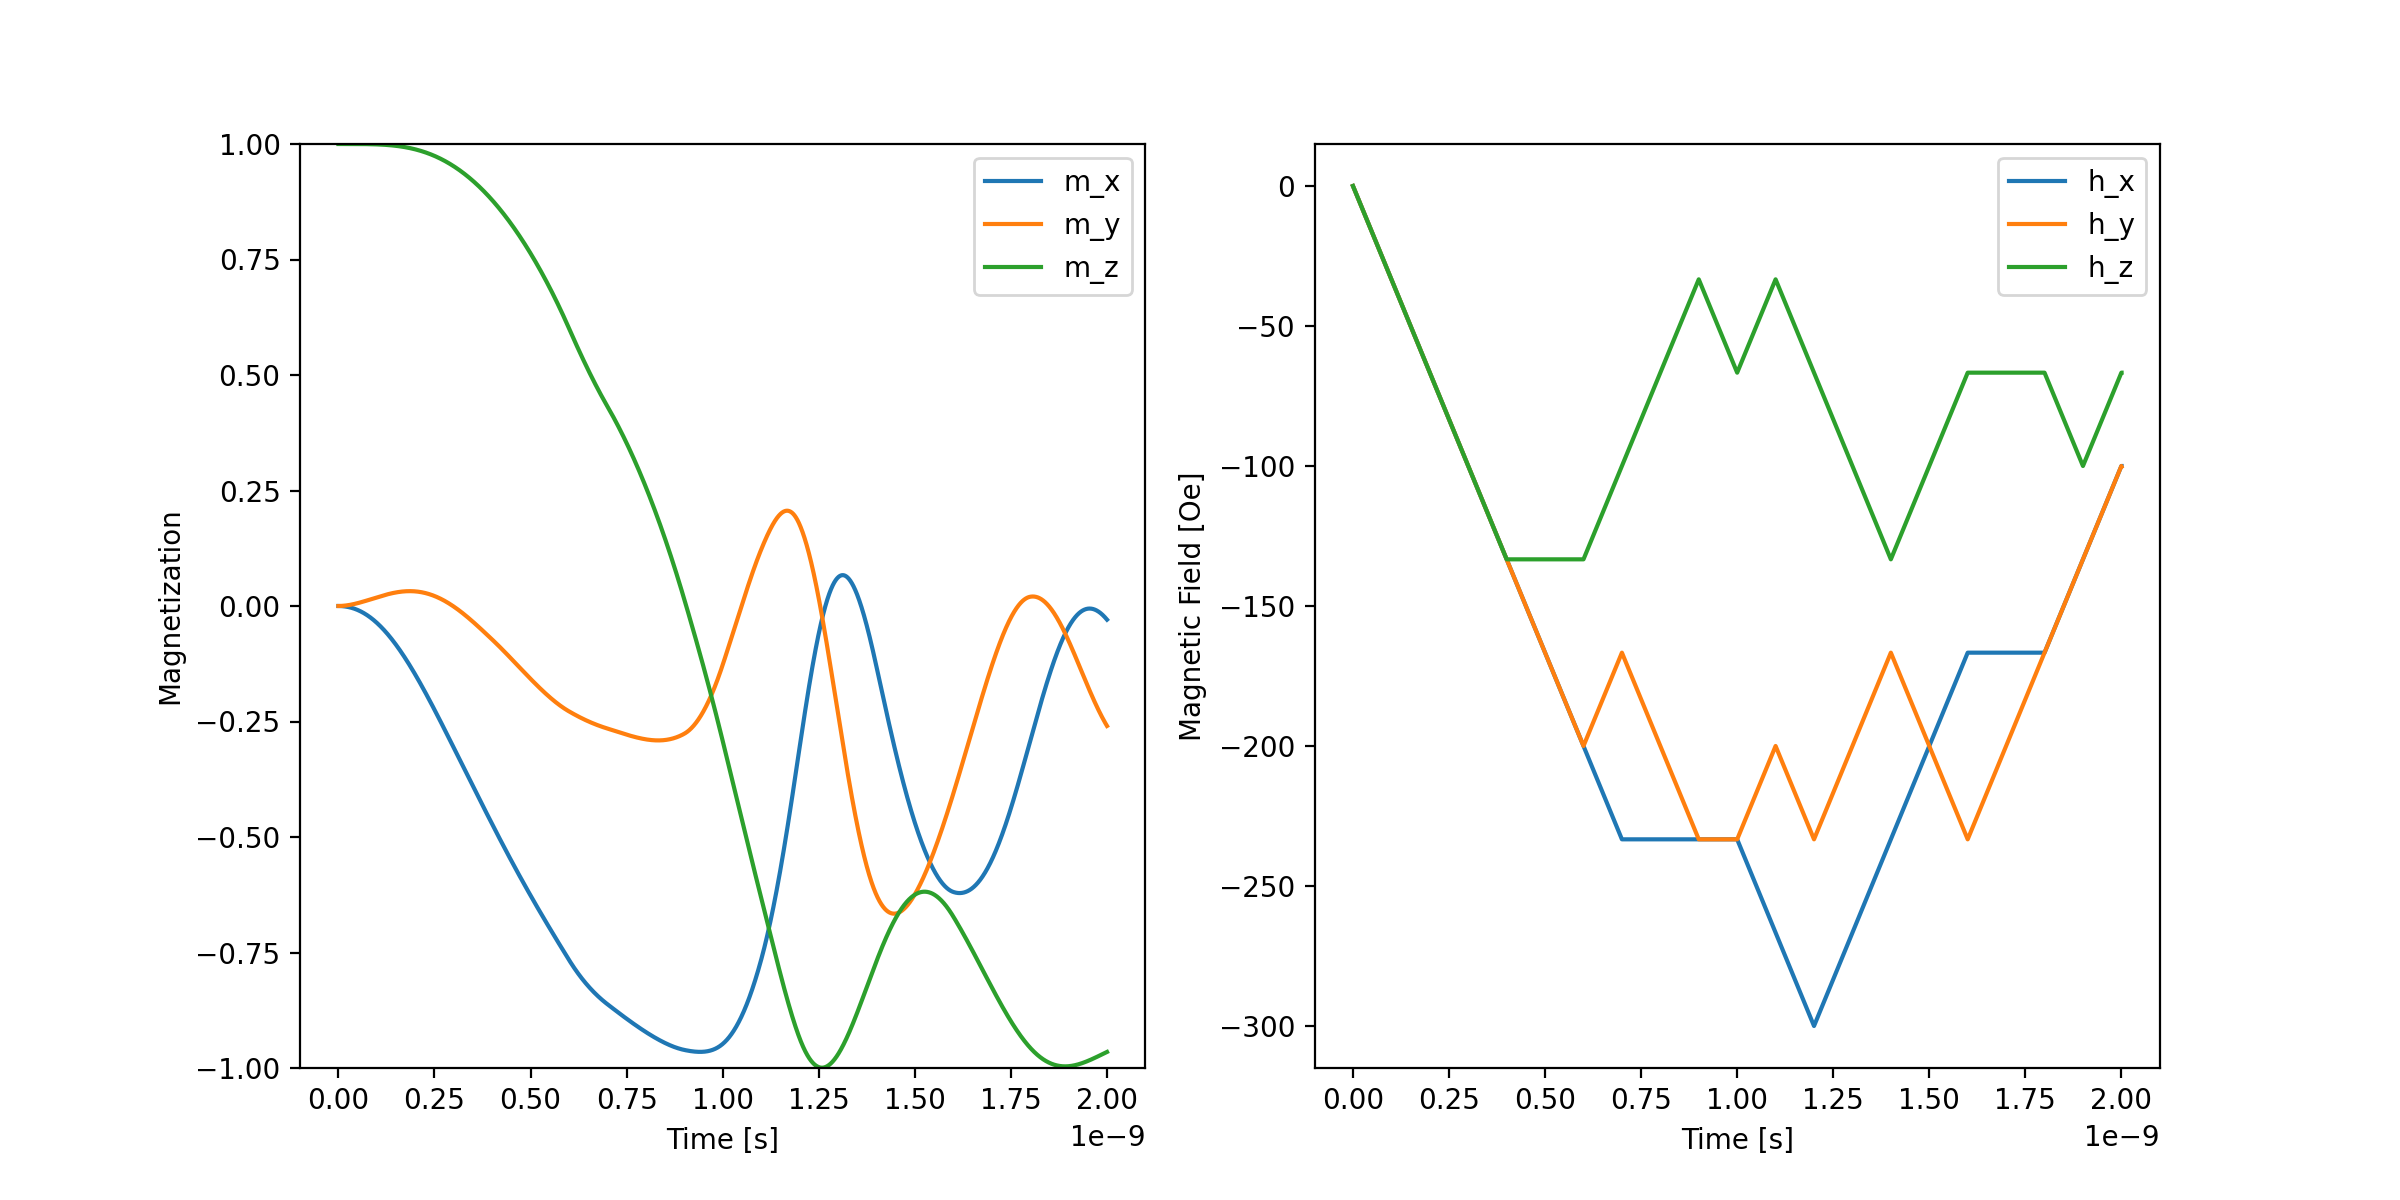 1.00
0.75
0.50
0.25
0.00
−0.25
−0.50
−0.75
−1.00
Magnetization
0.00 0.25 0.50 0.75 1.00 1.25 1.50 1.75 2.00
Time [s]
1e−9
m_x
m_y
m_z
0
−50
−100
−150
−200
−250
−300
Magnetic Field [Oe]
0.00 0.25 0.50 0.75 1.00 1.25 1.50 1.75 2.00
Time [s]
1e−9
h_x
h_y
h_z